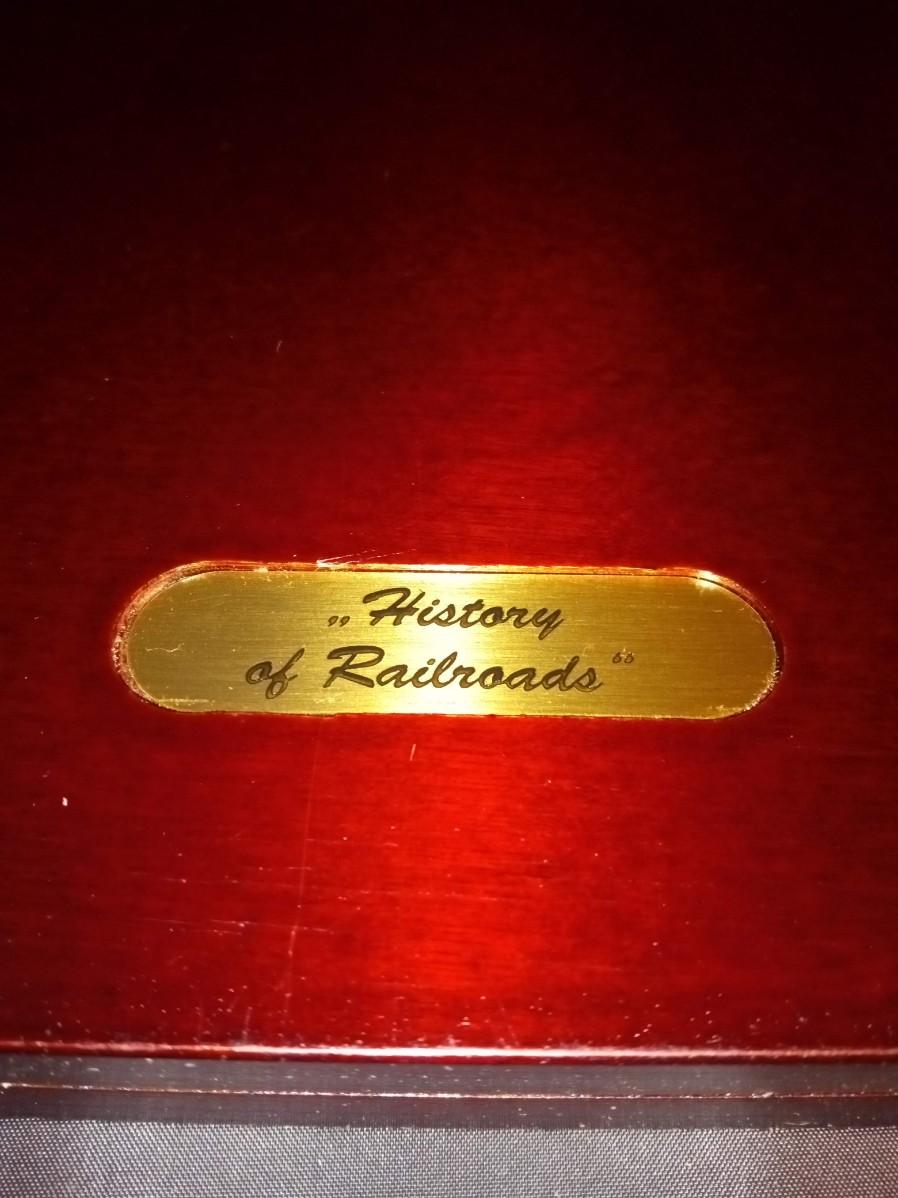 „History
of Railroads“